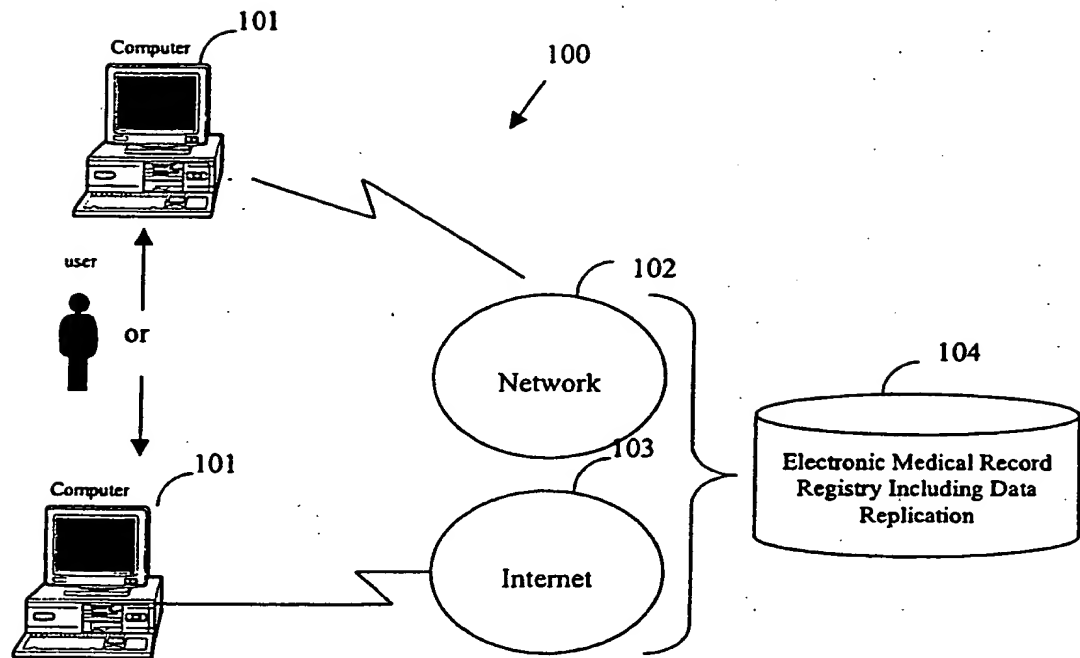 101
Computer
100
user
102
or
Network
104
103
Electronic Medical Record
Registry Including Data
Replication
101
Computer
Internet